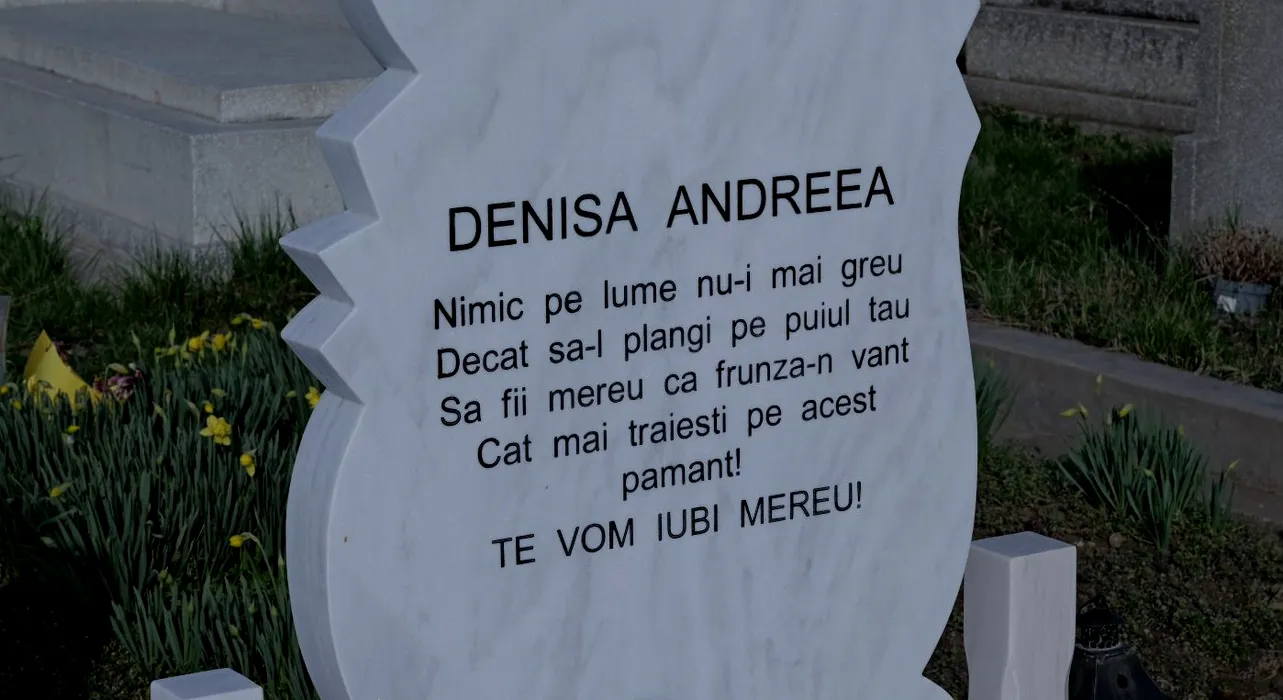 DENISA ANDREEA
Nimic pe lume nu-i mai greu
Decat sa-l plangi pe puiul tau
Sa fii mereu ca frunza-n vant
Cat mai traiesti pe acest
pamant!
TE VOM IUBI MEREU!